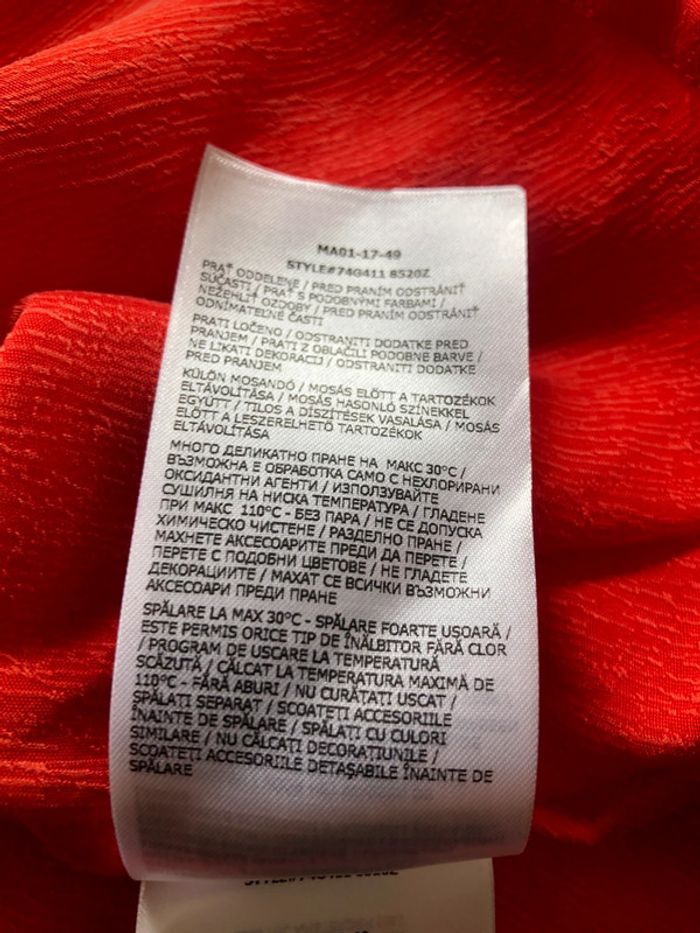 MA01-17-49
STYLE#74G411 8520Z
PRAŤ ODDELENE / PRED PRANÍM ODSTRÁNIŤ
SÚČASTI / PRAŤ S PODOBNÝMI FARBAMI /
NEŽEHLIŤ OZDOBY / PRED PRANÍM ODSTRÁNIŤ
ODNÍMATEĽNÉ ČASTI
PRATI LOČENO / ODSTRANITI DODATKE PRED
PRANJEM / PRATI Z OBLAČILI PODOBNE BARVE /
NE LIKATI DEKORACIJ / ODSTRANITI DODATKE
PRED PRANJEM
KÜLÖN MOSANDÓ / MOSÁS ELŐTT A TARTOZÉKOK
ELTÁVOLÍTÁSA / MOSÁS HASONLÓ SZÍNEKKEL
EGYÜTT / TILOS A DÍSZÍTÉSEK VASALÁSA / MOSÁS
ELŐTT A LESZERELHETŐ TARTOZÉKOK
ELTÁVOLÍTÁSA
МНОГО ДЕЛИКАТНО ПРАНЕ НА МАКС 30°C /
ВЪЗМОЖНА Е ОБРАБОТКА САМО С НЕХЛОРИРАНИ
ОКСИДАНТНИ АГЕНТИ / ИЗПОЛЗУВАЙТЕ
СУШИЛНЯ НА НИСКА ТЕМПЕРАТУРА / ГЛАДЕНЕ
ПРИ МАКС 110°C - БЕЗ ПАРА / НЕ СЕ ДОПУСКА
ХИМИЧЕСКО ЧИСТЕНЕ / РАЗДЕЛНО ПРАНЕ /
МАХНЕТЕ АКСЕСОАРИТЕ ПРЕДИ ДА ПЕРЕТЕ /
ПЕРЕТЕ С ПОДОБНИ ЦВЕТОВЕ / НЕ ГЛАДЕТЕ
ДЕКОРАЦИИТЕ / МАХАТ СЕ ВСИЧКИ ВЪЗМОЖНИ
АКСЕСОАРИ ПРЕДИ ПРАНЕ
SPĂLARE LA MAX 30°C - SPĂLARE FOARTE UȘOARĂ /
ESTE PERMIS ORICE TIP DE ÎNĂLBITOR FĂRĂ CLOR
/ PROGRAM DE USCARE LA TEMPERATURĂ
SCĂZUTĂ / CĂLCAT LA TEMPERATURA MAXIMĂ DE
110°C - FĂRĂ ABURI / NU CURĂȚAȚI USCAT /
SPĂLAȚI SEPARAT / SCOATEȚI ACCESORIILE
ÎNAINTE DE SPĂLARE / SPĂLAȚI CU CULORI
SIMILARE / NU CĂLCAȚI DECORAȚIUNILE /
SCOATEȚI ACCESORIILE DETAȘABILE ÎNAINTE DE
SPĂLARE